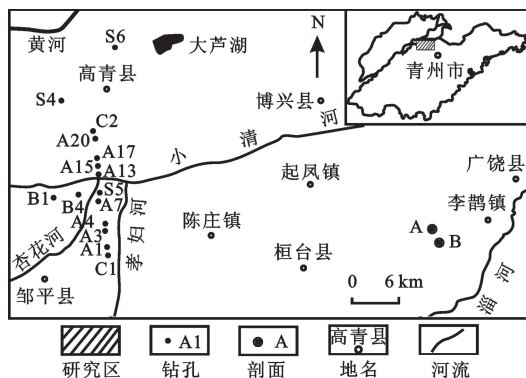 黄河
S6
大芦湖
N
高青县
S4
博兴县
青州市
C2
A20
A17
A15
A13
小清河
起凤镇
广饶县
B1
B4
S5
A7
A4
A3
A1
C1
孝妇河
陈庄镇
李鹊镇
A
B
杏花河
邹平县
桓台县
0 6 km
淄河
A1
A
高青县
研究区 钻孔 剖面 地名 河流